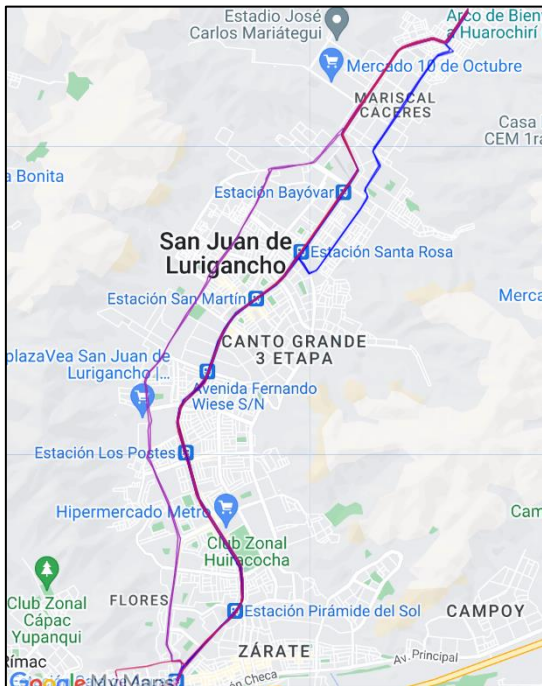 Estadio José
Carlos Mariátegui
Arco de Bien
a Huarochirí
Mercado 10 de Octubre
MARISCAL
CÁCERES
Casa
CEM 1ra
a Bonita
Estación Bayóvar
San Juan de
Lurigancho
Estación Santa Rosa
Estación San Martín
Merca
CANTO GRANDE
3 ETAPA
plazaVea San Juan de
Lurigancho |...
Avenida Fernando
Wiese S/N
Estación Los Postes
Hipermercado Metro
Cam
Club Zonal
Huiracocha
Club Zonal
Cápac
Yupanqui
FLORES
Estación Pirámide del Sol
CAMPOY
ZÁRATE
Rímac
Av. Principal
Google My Maps
ón Checa